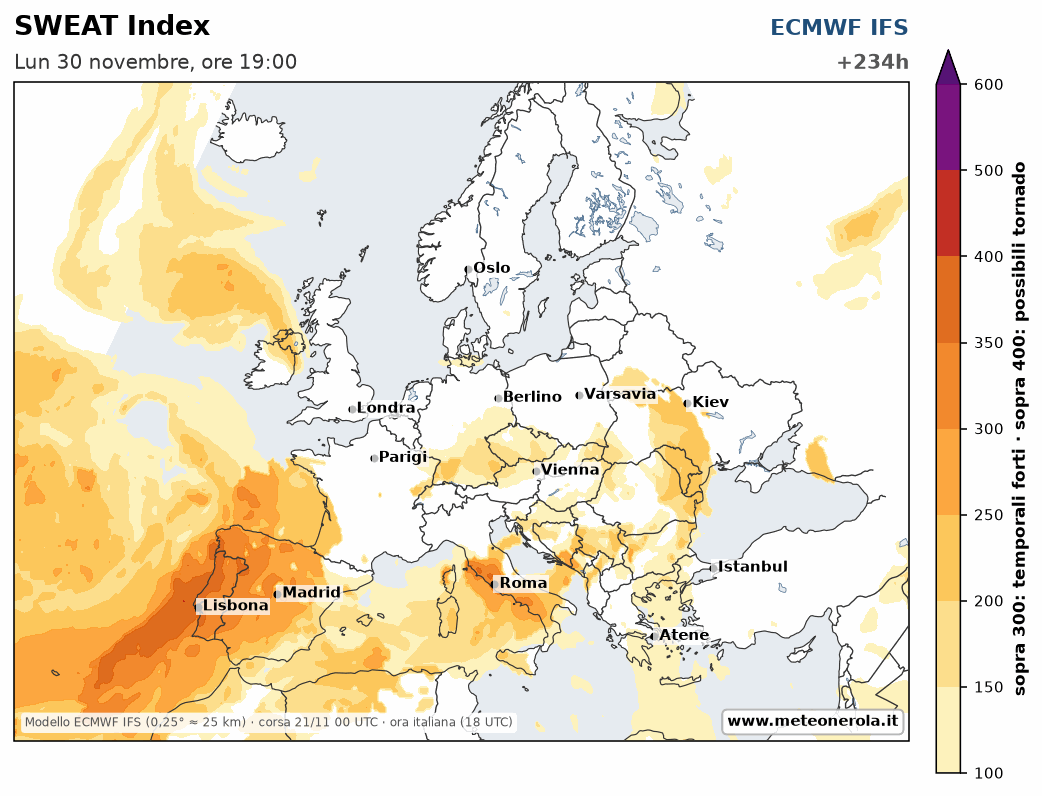 SWEAT Index
ECMWF IFS
Lun 30 novembre, ore 19:00
+234h
600
500
400
350
300
250
200
150
100
sopra 300: temporali forti · sopra 400: possibili tornado
Oslo
Berlino
Varsavia
Kiev
Londra
Parigi
Vienna
Istanbul
Roma
Madrid
Lisbona
Atene
Modello ECMWF IFS (0,25° ≈ 25 km) · corsa 21/11 00 UTC · ora italiana (18 UTC)
www.meteonerola.it